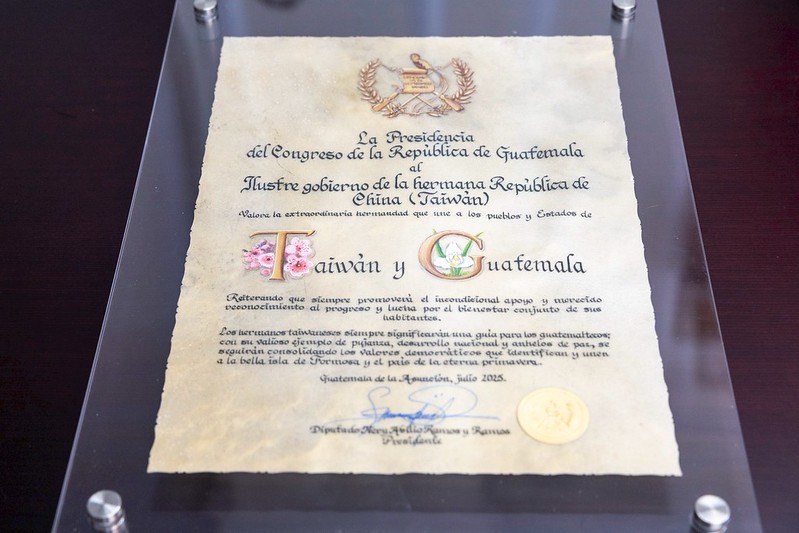 La Presidencia
del Congreso de la República de Guatemala
al
Ilustre gobierno de la hermana República de
China (Taiwán)
Valora la extraordinaria hermandad que une a los pueblos y Estados de
Taiwán y Guatemala
Reiterando que siempre promoverá el incondicional apoyo y merecido
reconocimiento al progreso y lucha por el bienestar conjunto de sus
habitantes.
Los hermanos taiwaneses siempre significarán una guía para los guatemaltecos;
con su valioso ejemplo de pujanza, desarrollo nacional y anhelos de paz, se
seguirán consolidando los valores democráticos que identifican y unen
a la bella isla de Formosa y el país de la eterna primavera.
Guatemala de la Asunción, julio 2025.
Diputado Nery Abilio Ramos y Ramos
Presidente